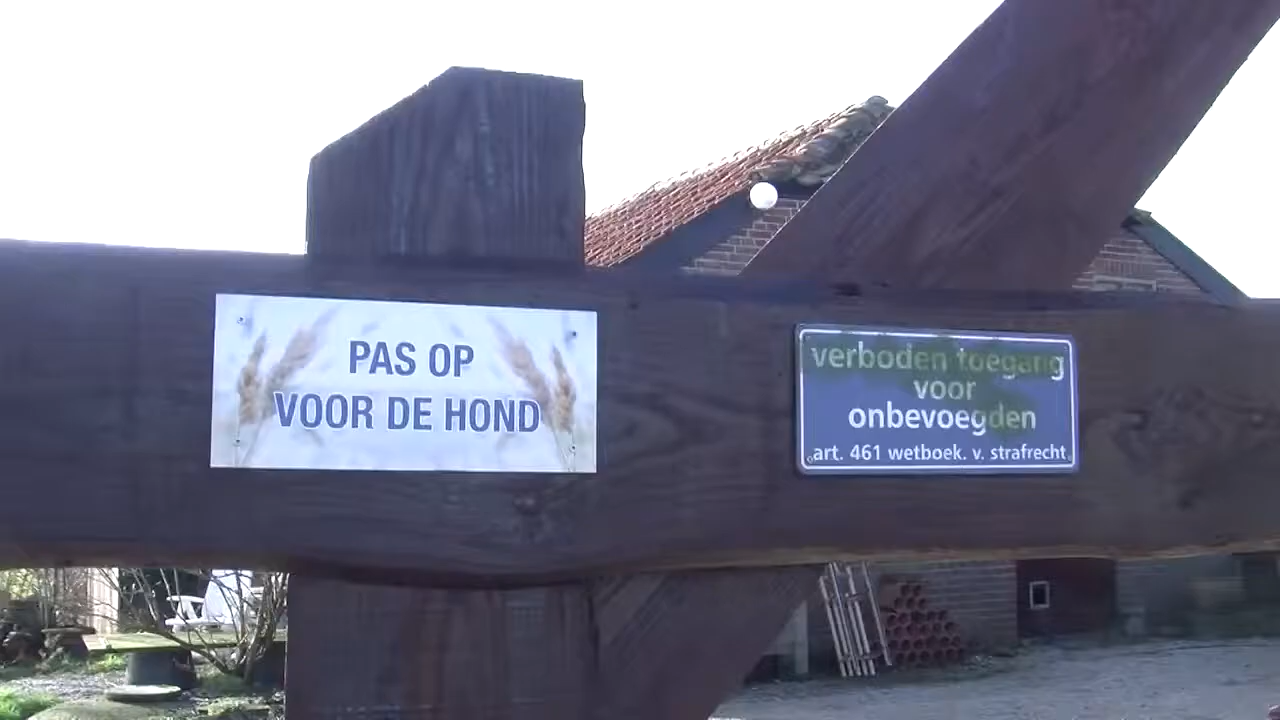 PAS OP
VOOR DE HOND
verboden toegang
voor
onbevoegden
art. 461 wetboek. v. strafrecht